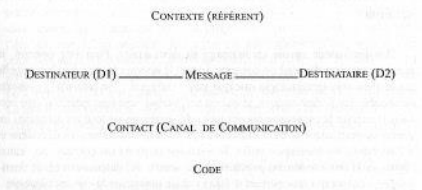 CONTEXTE (RÉFÉRENT)
DESTINATEUR (D1) MESSAGE DESTINATAIRE (D2)
CONTACT (CANAL DE COMMUNICATION)
CODE